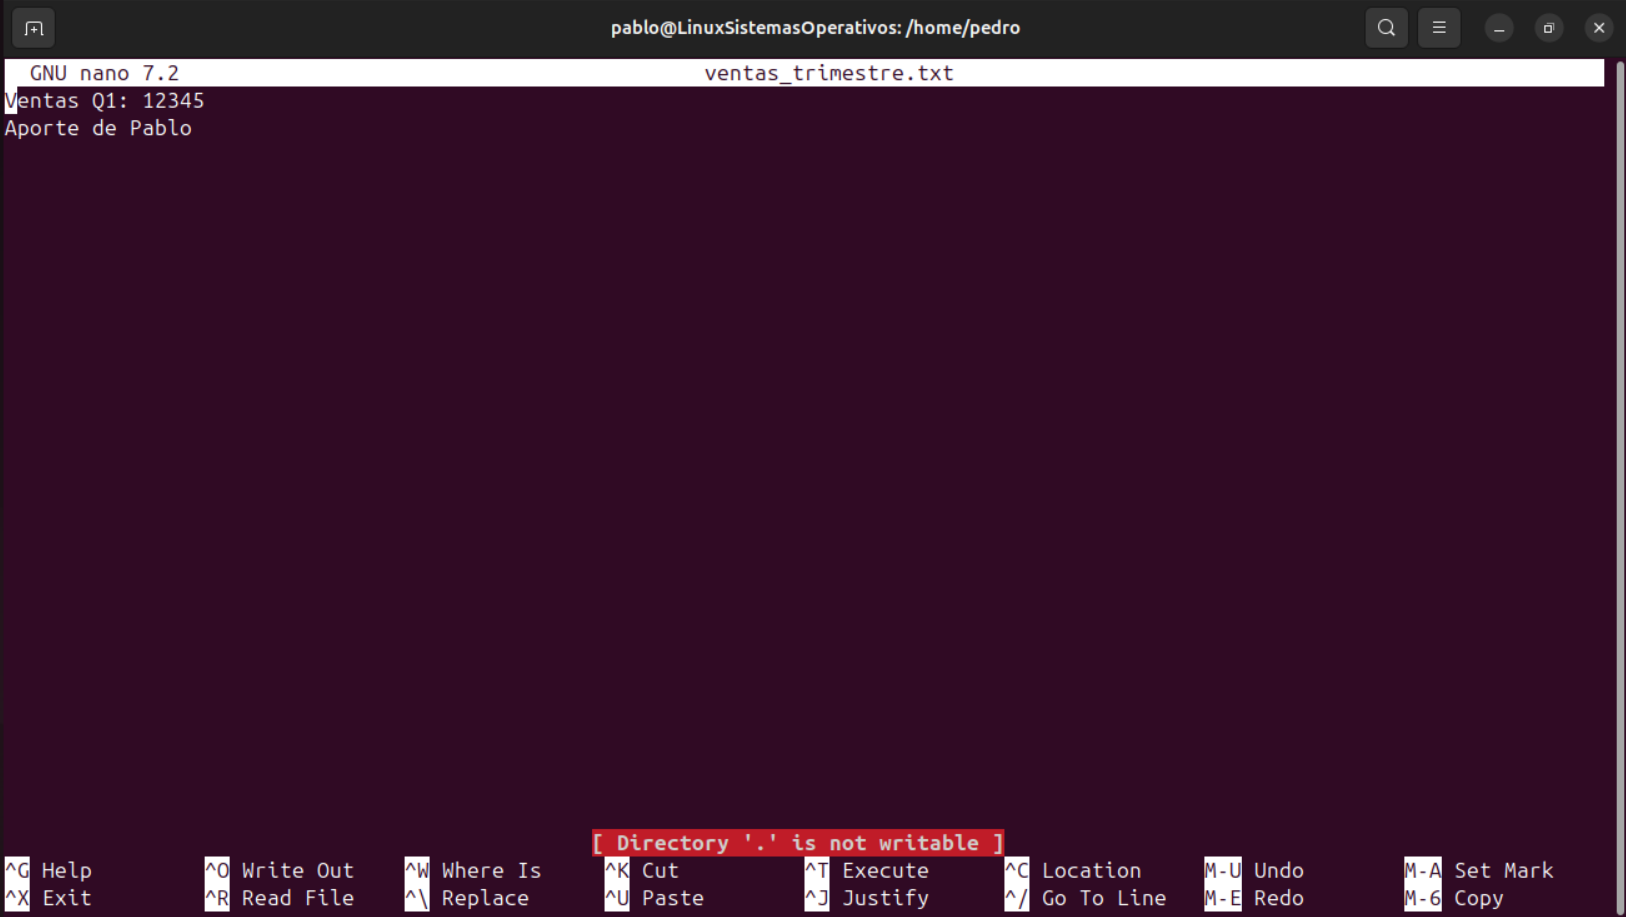 pablo@LinuxSistemasOperativos: /home/pedro
GNU nano 7.2 ventas_trimestre.txt
Ventas Q1: 12345
Aporte de Pablo
[ Directory '.' is not writable ]
^G Help ^O Write Out ^W Where Is ^K Cut ^T Execute ^C Location M-U Undo M-A Set Mark
^X Exit ^R Read File ^\ Replace ^U Paste ^J Justify ^/ Go To Line M-E Redo M-6 Copy